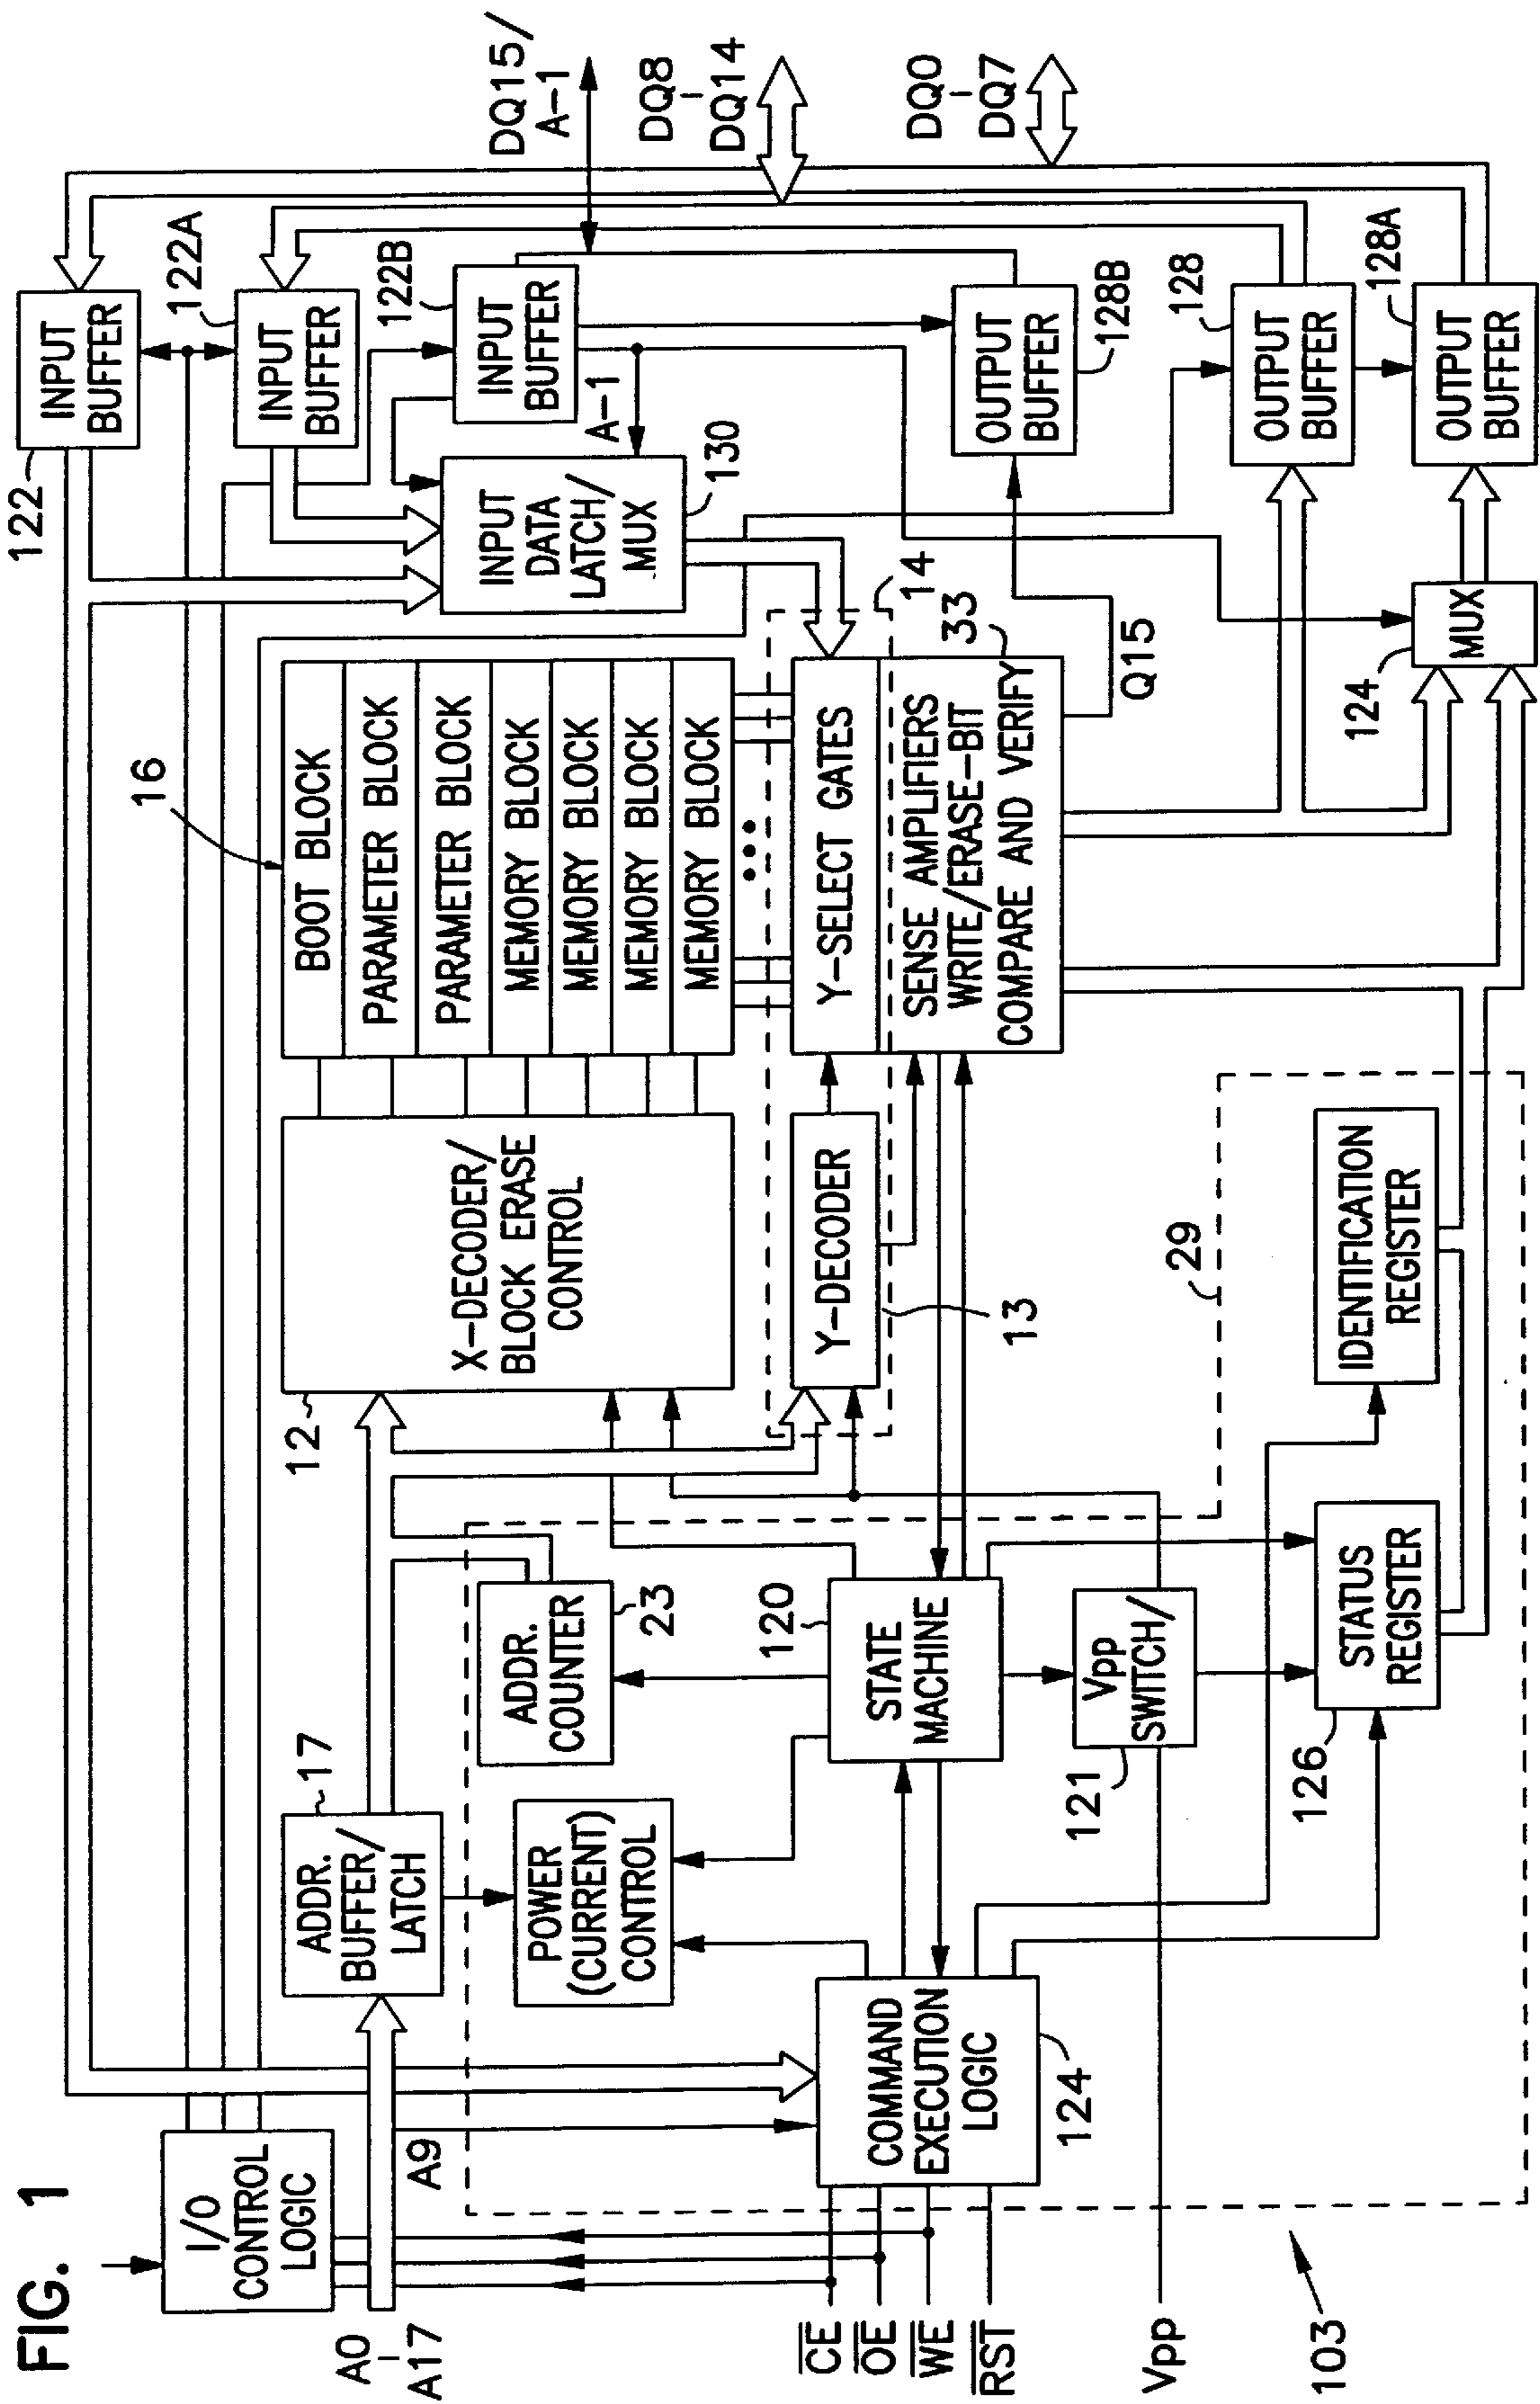 FIG. 1
I/O
CONTROL
LOGIC
A0
A17
A9
ADDR.
BUFFER/
LATCH
17
POWER
(CURRENT)
CONTROL
ADDR.
COUNTER
23
COMMAND
EXECUTION
LOGIC
124
STATE
MACHINE
120
Vpp
SWITCH/
121
STATUS
REGISTER
126
IDENTIFICATION
REGISTER
29
CE
OE
WE
RST
Vpp
103
X-DECODER/
BLOCK ERASE
CONTROL
12
Y-DECODER
13
16
BOOT BLOCK
PARAMETER BLOCK
PARAMETER BLOCK
MEMORY BLOCK
MEMORY BLOCK
MEMORY BLOCK
MEMORY BLOCK
Y-SELECT GATES
14
SENSE AMPLIFIERS
WRITE/ERASE-BIT
COMPARE AND VERIFY
33
Q15
INPUT
DATA
LATCH/
MUX
130
A-1
INPUT
BUFFER
122
INPUT
BUFFER
122A
INPUT
BUFFER
122B
OUTPUT
BUFFER
128B
OUTPUT
BUFFER
128
OUTPUT
BUFFER
128A
MUX
124
DQ15/
A-1
DQ8
DQ14
DQ0
DQ7